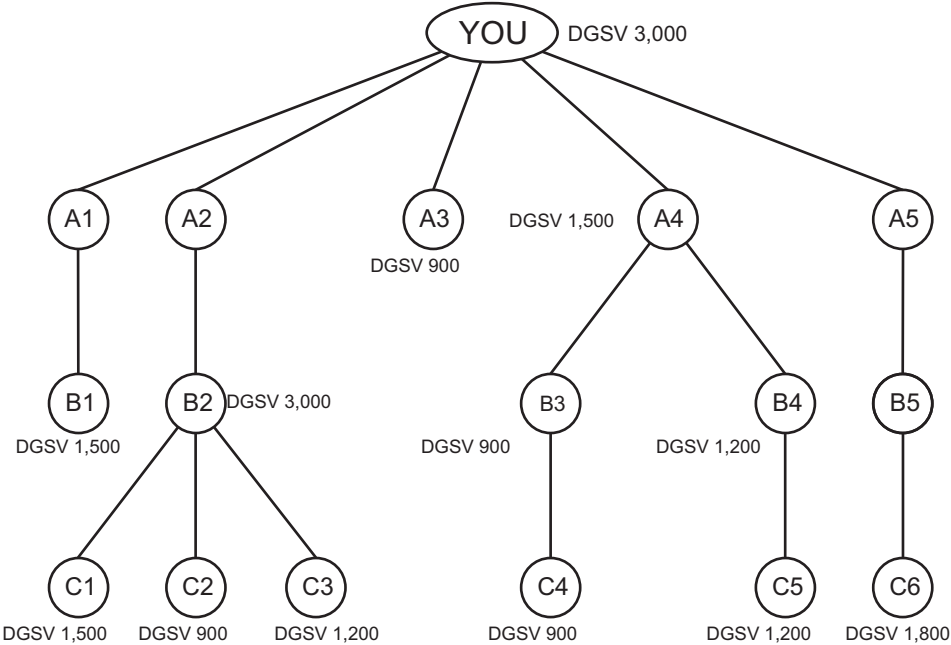 YOU DGSV 3,000
A1 A2 A3 DGSV 1,500 A4 A5
DGSV 900
B1 B2 DGSV 3,000 B3 B4 B5
DGSV 1,500 DGSV 900 DGSV 1,200
C1 C2 C3 C4 C5 C6
DGSV 1,500 DGSV 900 DGSV 1,200 DGSV 900 DGSV 1,200 DGSV 1,800